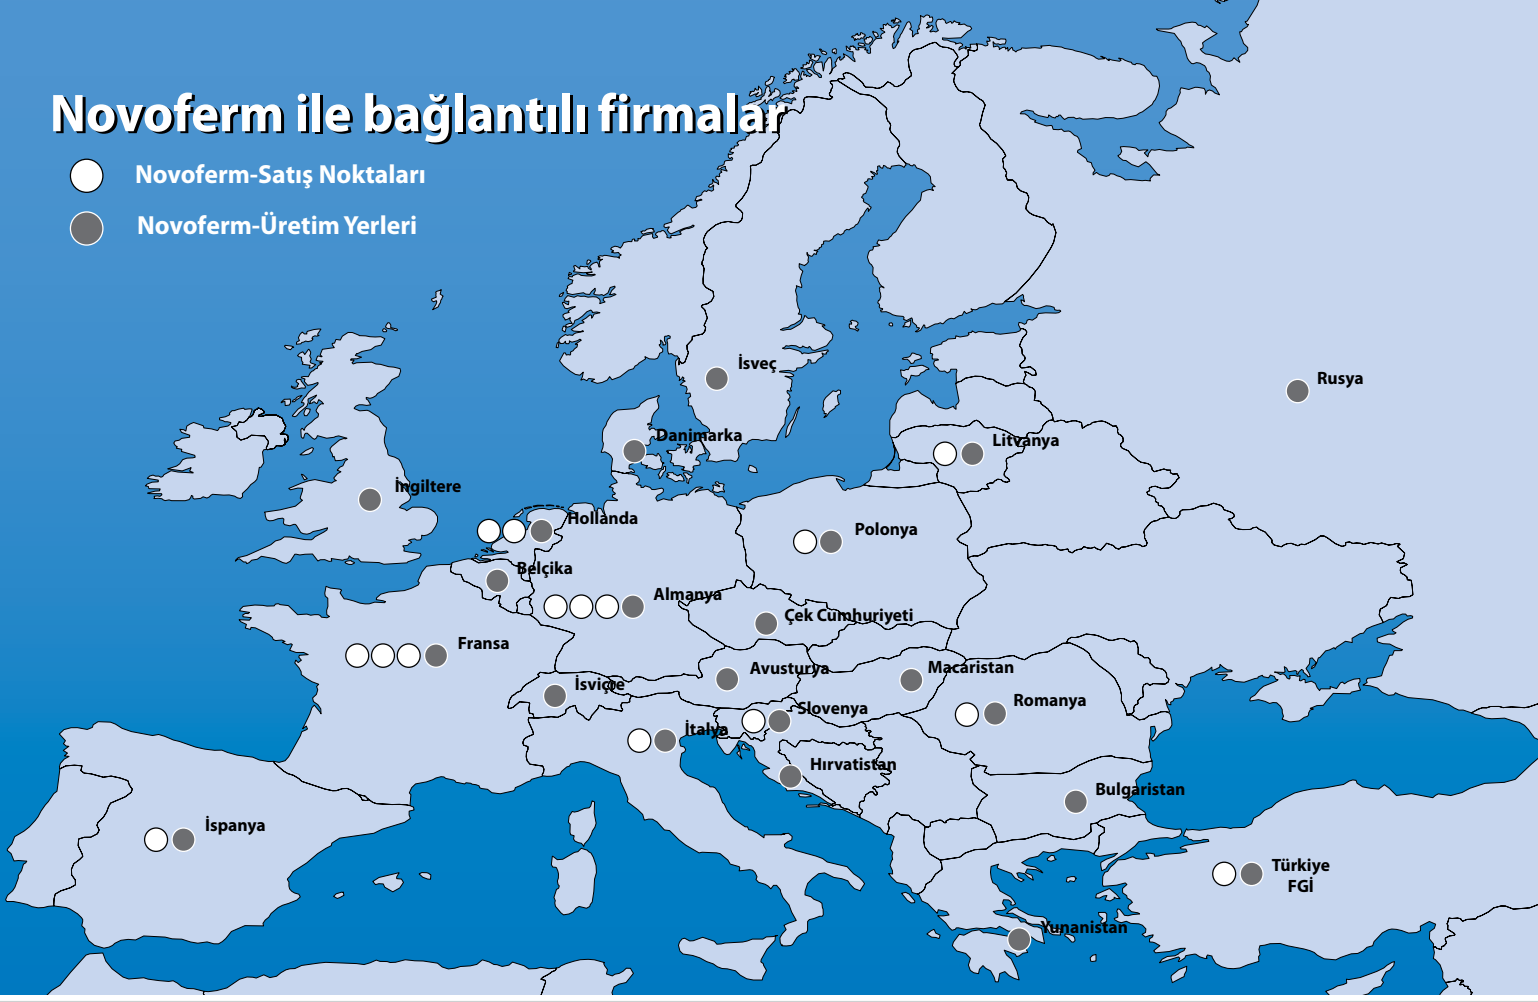 Novoferm ile bağlantılı firmalar
Novoferm-Satış Noktaları
Novoferm-Üretim Yerleri
İsveç
Rusya
Danimarka
Litvanya
İngiltere
Hollanda
Polonya
Belçika
Almanya
Çek Cumhuriyeti
Fransa
Avusturya
Macaristan
İsviçre
Romanya
Slovenya
İtalya
Hırvatistan
Bulgaristan
İspanya
Türkiye
FGİ
Yunanistan